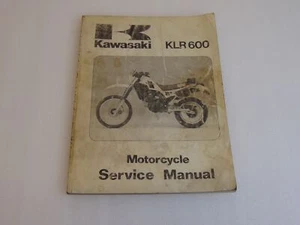 Kawasaki KLR600
Motorcycle
Service Manual